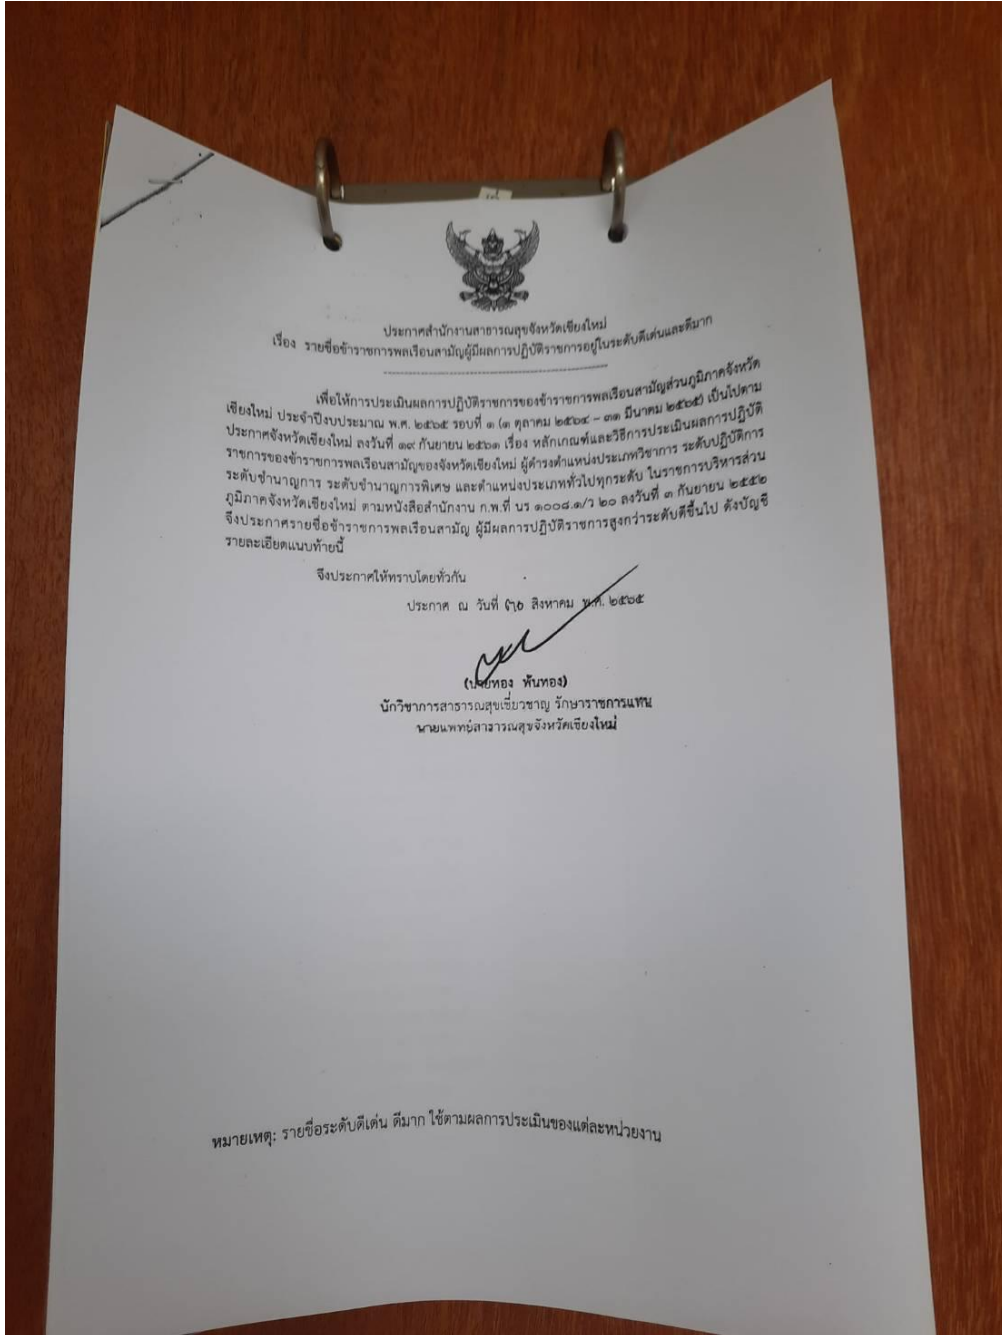 ประกาศสำนักงานสาธารณสุขจังหวัดเชียงใหม่
เรื่อง รายชื่อข้าราชการพลเรือนสามัญผู้มีผลการปฏิบัติราชการอยู่ในระดับดีเด่นและดีมาก
เพื่อให้การประเมินผลการปฏิบัติราชการของข้าราชการพลเรือนสามัญส่วนภูมิภาคจังหวัด
เชียงใหม่ ประจำปีงบประมาณ พ.ศ. ๒๕๖๕ รอบที่ ๑ (๑ ตุลาคม ๒๕๖๔ – ๓๑ มีนาคม ๒๕๖๕) เป็นไปตาม
ประกาศจังหวัดเชียงใหม่ ลงวันที่ ๑๙ กันยายน ๒๕๖๑ เรื่อง หลักเกณฑ์และวิธีการประเมินผลการปฏิบัติ
ราชการของข้าราชการพลเรือนสามัญของจังหวัดเชียงใหม่ ผู้ดำรงตำแหน่งประเภทวิชาการ ระดับปฏิบัติการ
ระดับชำนาญการ ระดับชำนาญการพิเศษ และตำแหน่งประเภททั่วไปทุกระดับ ในราชการบริหารส่วน
ภูมิภาคจังหวัดเชียงใหม่ ตามหนังสือสำนักงาน ก.พ.ที่ นร ๑๐๐๘.๑/ว ๒๐ ลงวันที่ ๓ กันยายน ๒๕๕๒
จึงประกาศรายชื่อข้าราชการพลเรือนสามัญ ผู้มีผลการปฏิบัติราชการสูงกว่าระดับดีขึ้นไป ดังบัญชี
รายละเอียดแนบท้ายนี้
จึงประกาศให้ทราบโดยทั่วกัน
ประกาศ ณ วันที่ สิงหาคม พ.ศ. ๒๕๖๕
(นายทอง พันทอง)
นักวิชาการสาธารณสุขเชี่ยวชาญ รักษาราชการแทน
นายแพทย์สาธารณสุขจังหวัดเชียงใหม่
หมายเหตุ: รายชื่อระดับดีเด่น ดีมาก ใช้ตามผลการประเมินของแต่ละหน่วยงาน